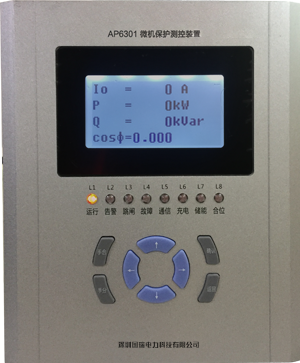 AP6301 微机保护测控装置
Io = 0 A
P = 0kW
Q = 0kVar
cosϕ=0.000
L1 L2 L3 L4 L5 L6 L7 L8
运行 告警 跳闸 故障 通信 充电 储能 合位
↑
← →
↓